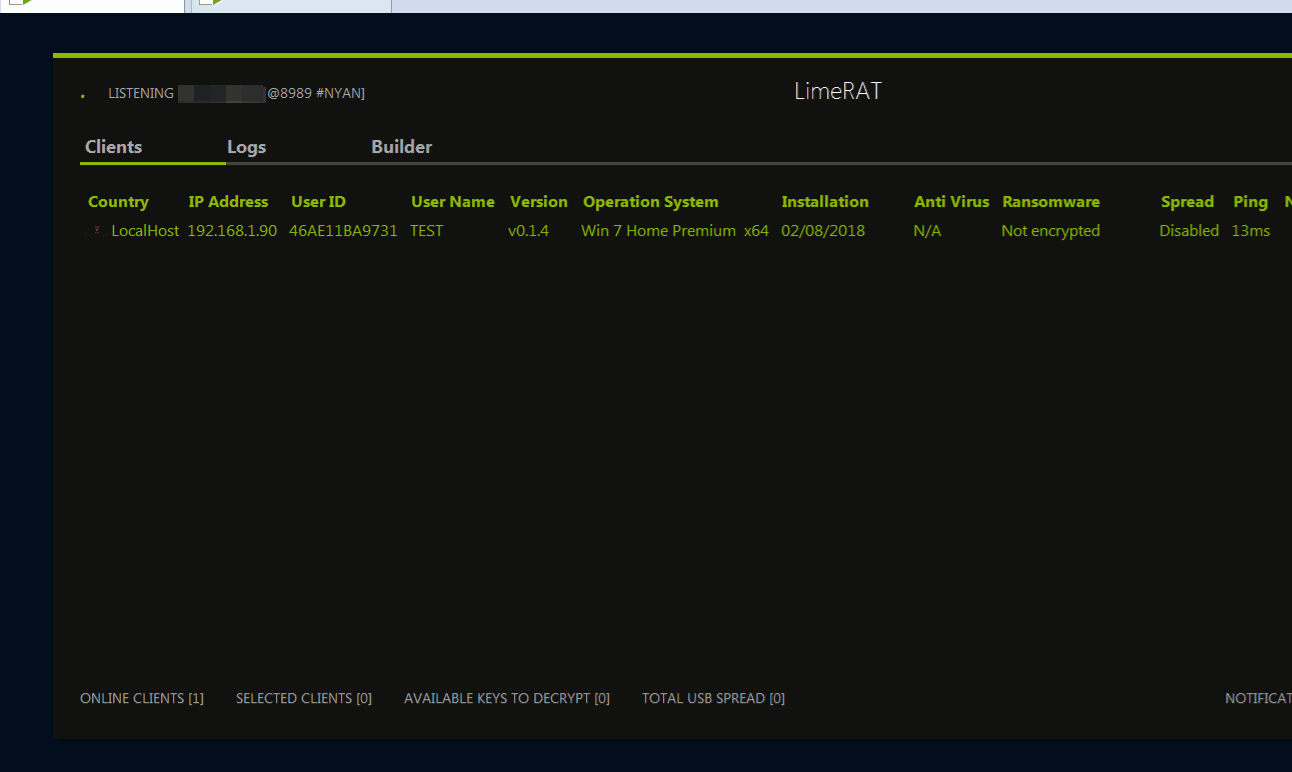 LISTENING @8989 #NYAN]
LimeRAT
Clients Logs Builder
Country IP Address User ID User Name Version Operation System Installation Anti Virus Ransomware Spread Ping N
LocalHost 192.168.1.90 46AE11BA9731 TEST v0.1.4 Win 7 Home Premium x64 02/08/2018 N/A Not encrypted Disabled 13ms
ONLINE CLIENTS [1] SELECTED CLIENTS [0] AVAILABLE KEYS TO DECRYPT [0] TOTAL USB SPREAD [0] NOTIFICAT